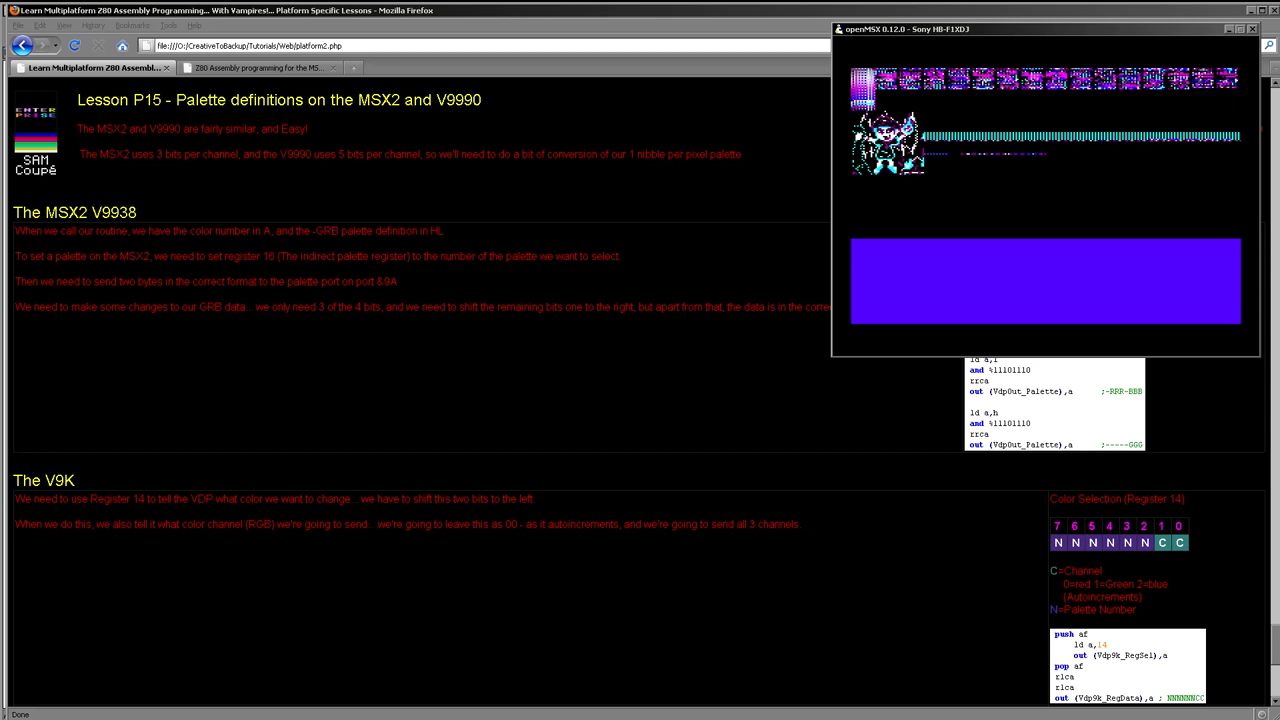 Learn Multiplatform Z80 Assembly Programming... With Vampires!... Platform Specific Lessons - Mozilla Firefox
File Edit View History Bookmarks Tools Help
file:///O:/CreativeToBackup/Tutorials/Web/platform2.php
openMSX 0.12.0 - Sony HB-F1XDJ
Learn Multiplatform Z80 Assembl...
Z80 Assembly programming for the MS...
ENTER
PRISE
SAM
Coupé
Lesson P15 - Palette definitions on the MSX2 and V9990
The MSX2 and V9990 are fairly similar, and Easy!
The MSX2 uses 3 bits per channel, and the V9990 uses 5 bits per channel, so we'll need to do a bit of conversion of our 1 nibble per pixel palette
The MSX2 V9938
When we call our routine, we have the color number in A, and the -GRB palette definition in HL
To set a palette on the MSX2, we need to set register 16 (The indirect palette register) to the number of the palette we want to select.
Then we need to send two bytes in the correct format to the palette port on port &9A
We need to make some changes to our GRB data... we only need 3 of the 4 bits, and we need to shift the remaining bits one to the right, but apart from that, the data is in the corre
ld a,l
and %11101110
rrca
out (VdpOut_Palette),a ;-RRR-BBB
ld a,h
and %11101110
rrca
out (VdpOut_Palette),a ;-----GGG
The V9K
We need to use Register 14 to tell the VDP what color we want to change... we have to shift this two bits to the left.
When we do this, we also tell it what color channel (RGB) we're going to send... we're going to leave this as 00 - as it autoincrements, and we're going to send all 3 channels.
Color Selection (Register 14)
7 6 5 4 3 2 1 0
N N N N N N C C
C=Channel
0=red 1=Green 2=blue
(Autoincrements)
N=Palette Number
push af
ld a,14
out (Vdp9k_RegSel),a
pop af
rlca
rlca
out (Vdp9k_RegData),a ; NNNNNNCC
Done